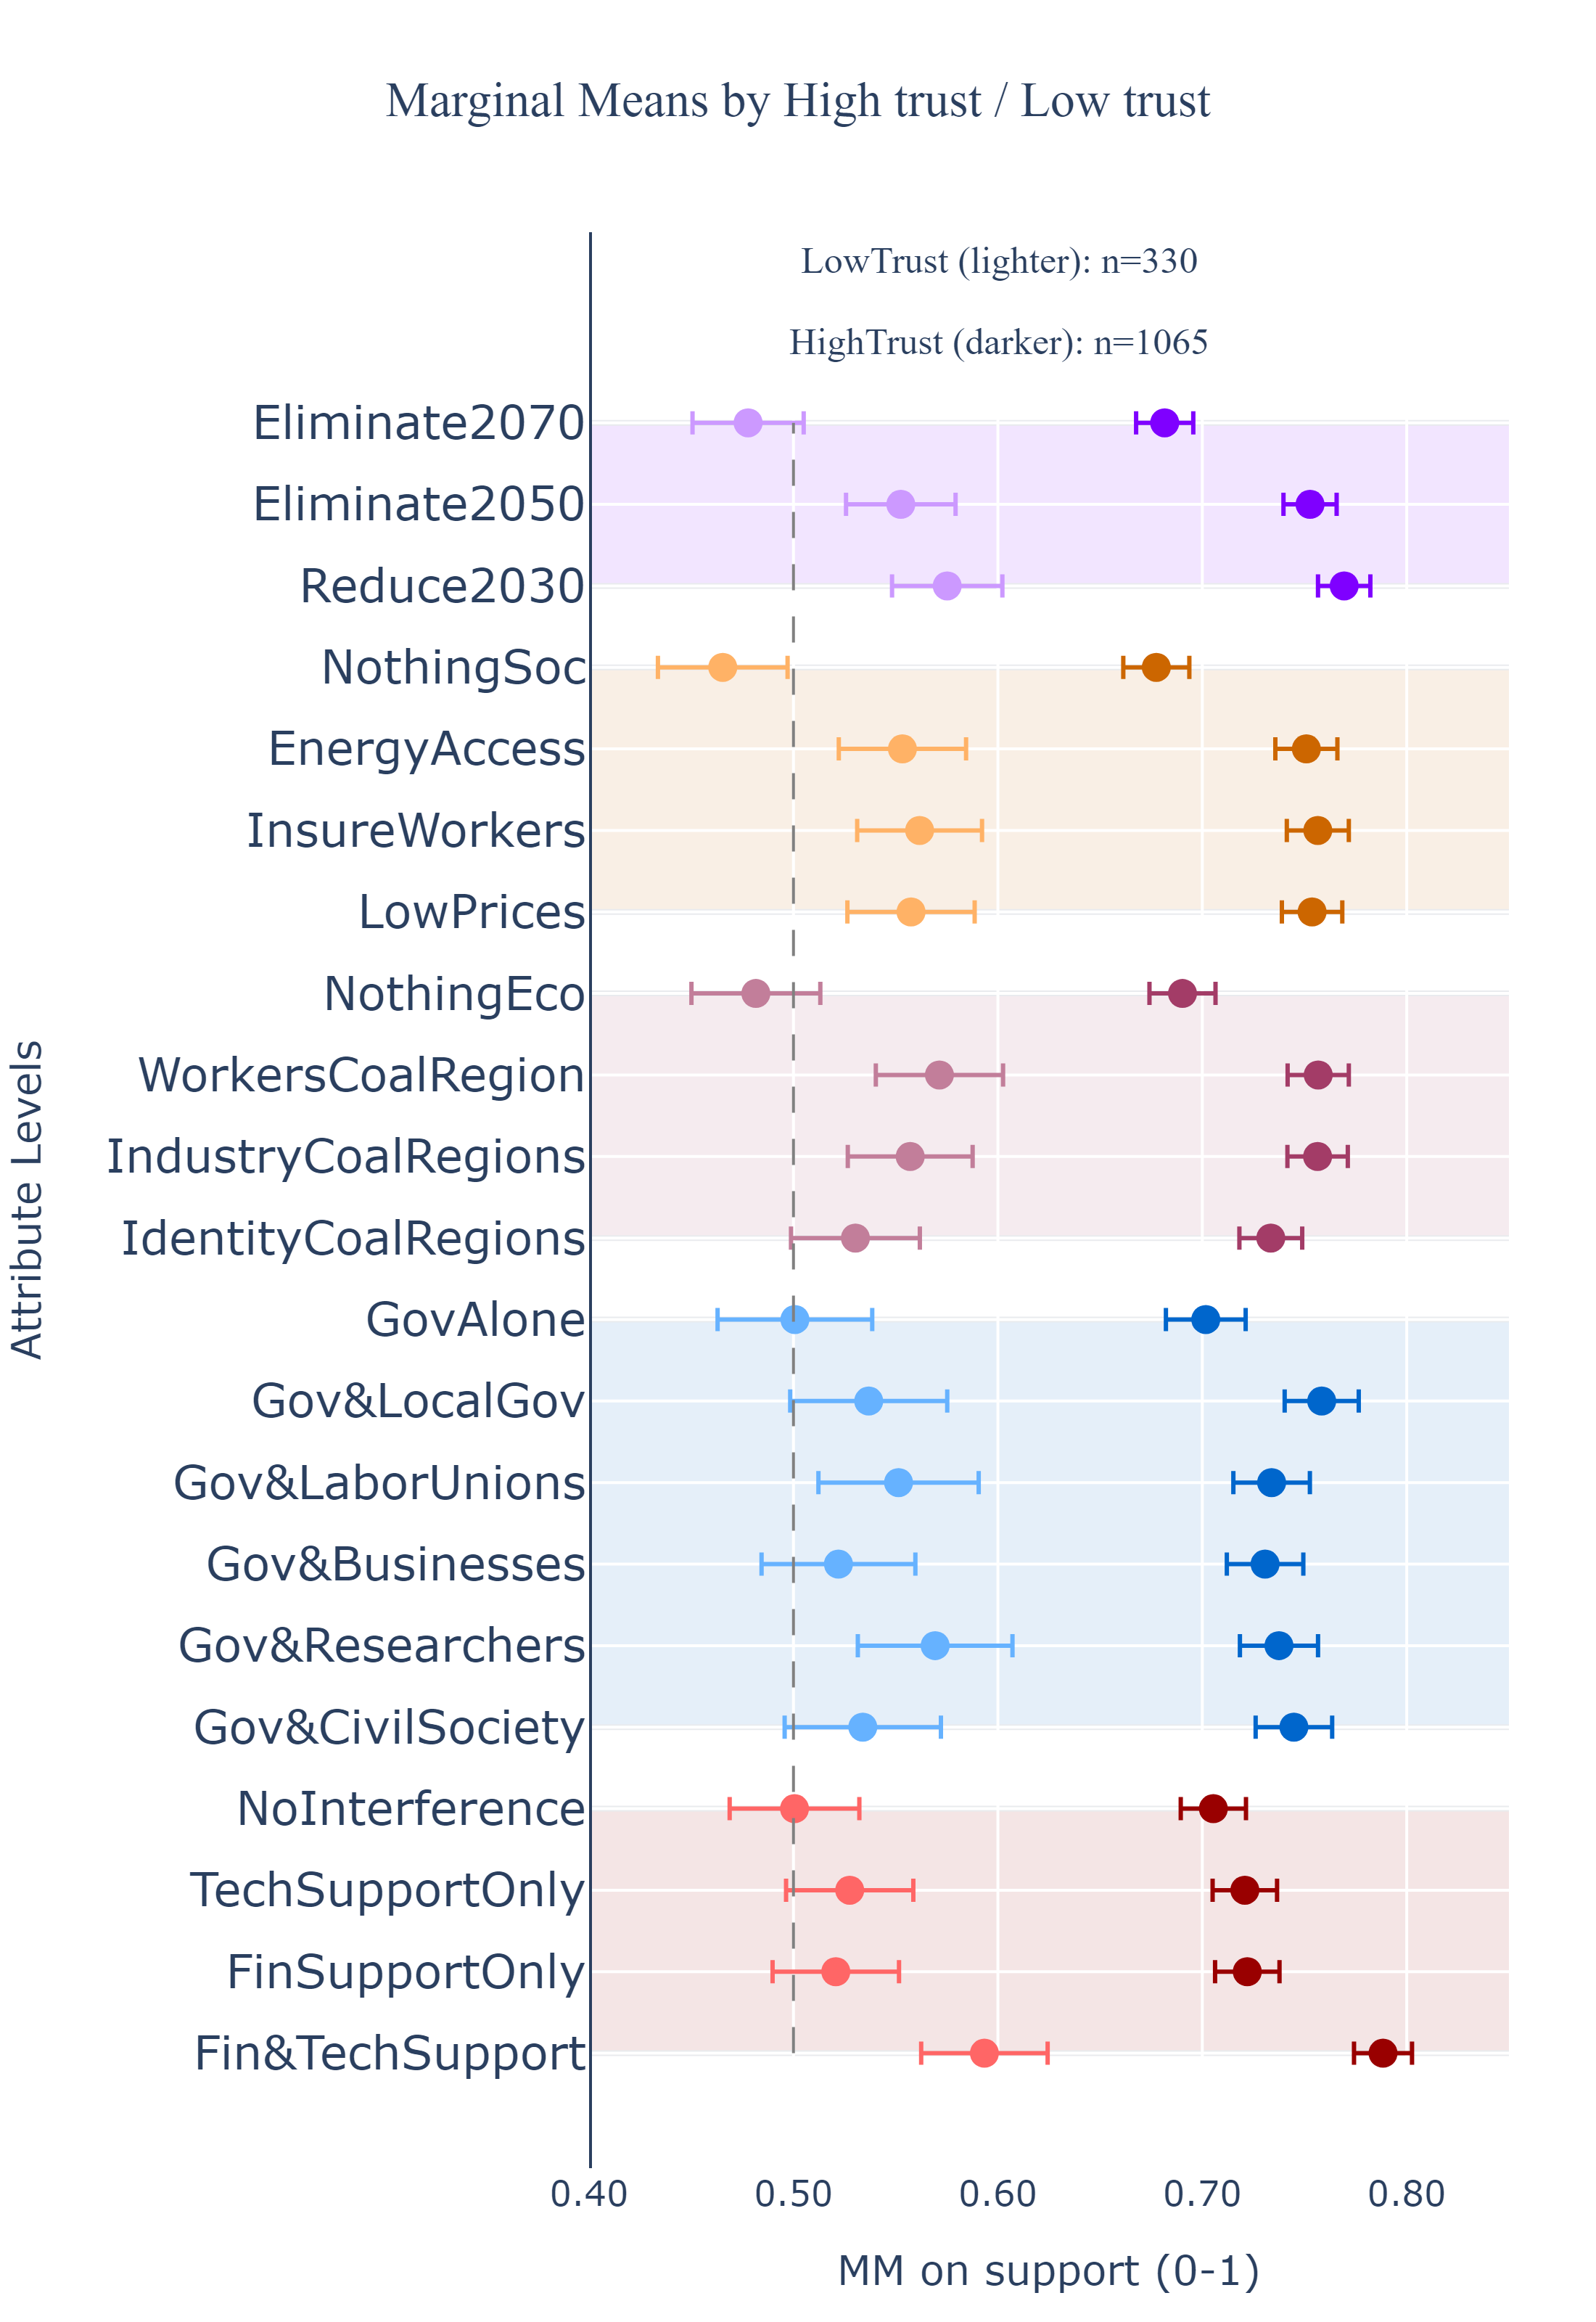 Marginal Means by High trust / Low trust
LowTrust (lighter): n=330
HighTrust (darker): n=1065
Eliminate2070
Eliminate2050
Reduce2030
NothingSoc
EnergyAccess
InsureWorkers
LowPrices
NothingEco
WorkersCoalRegion
IndustryCoalRegions
IdentityCoalRegions
GovAlone
Gov&LocalGov
Gov&LaborUnions
Gov&Businesses
Gov&Researchers
Gov&CivilSociety
NoInterference
TechSupportOnly
FinSupportOnly
Fin&TechSupport
Attribute Levels
0.40 0.50 0.60 0.70 0.80
MM on support (0-1)